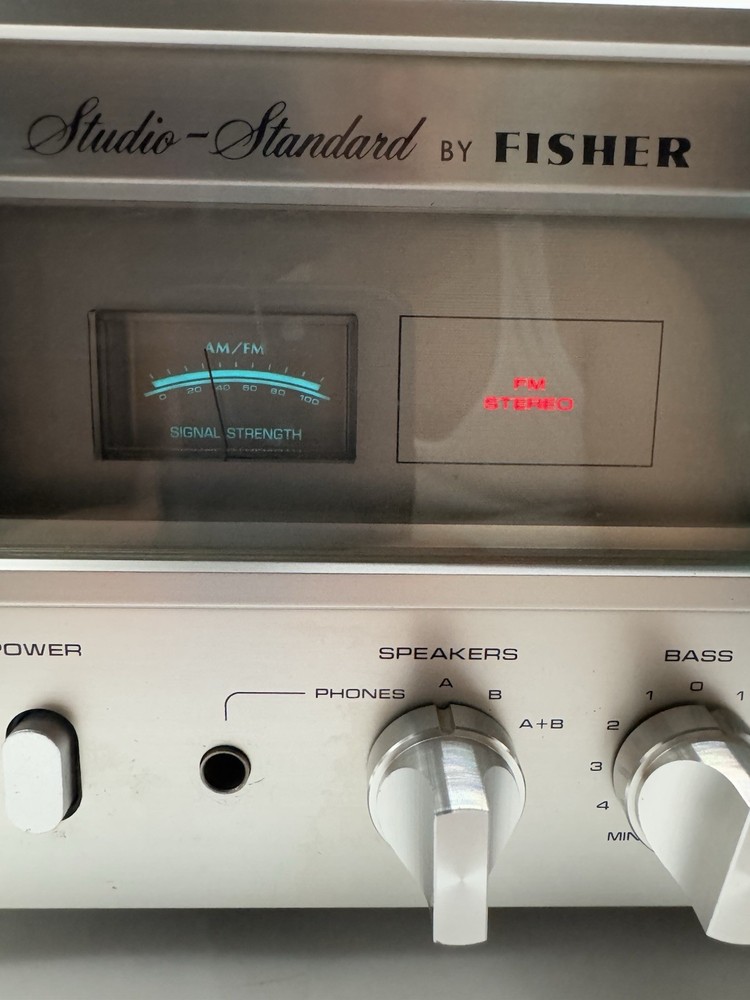 Studio-Standard BY FISHER
AM/FM
0 20 40 60 80 100
SIGNAL STRENGTH
FM
STEREO
POWER
SPEAKERS
BASS
PHONES
A
B
A+B
1 0 1
2
3
4